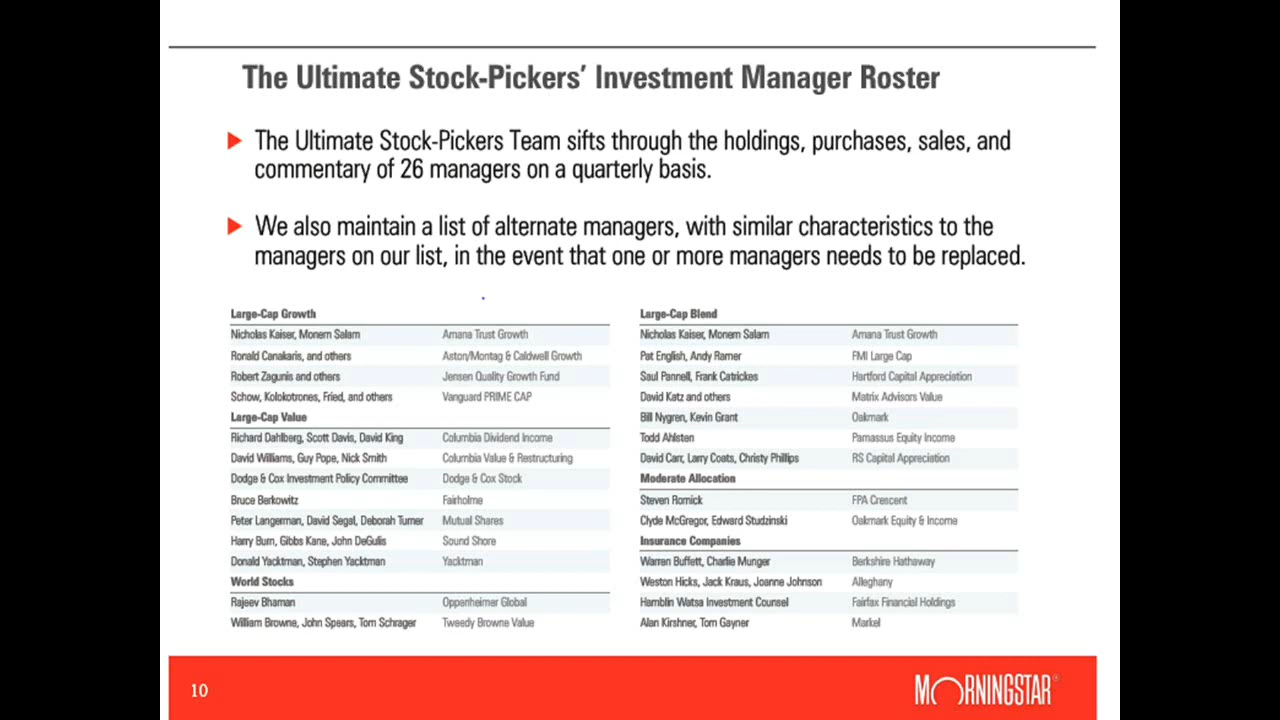 The Ultimate Stock-Pickers’ Investment Manager Roster
The Ultimate Stock-Pickers Team sifts through the holdings, purchases, sales, and
commentary of 26 managers on a quarterly basis.
We also maintain a list of alternate managers, with similar characteristics to the
managers on our list, in the event that one or more managers needs to be replaced.
Large-Cap Growth
Nicholas Kaiser, Monem Salam Amana Trust Growth
Ronald Canakaris, and others Aston/Montag & Caldwell Growth
Robert Zagunis and others Jensen Quality Growth Fund
Schow, Kolokotrones, Fried, and others Vanguard PRIME CAP
Large-Cap Value
Richard Dahlberg, Scott Davis, David King Columbia Dividend Income
David Williams, Guy Pope, Nick Smith Columbia Value & Restructuring
Dodge & Cox Investment Policy Committee Dodge & Cox Stock
Bruce Berkowitz Fairholme
Peter Langerman, David Segal, Deborah Turner Mutual Shares
Harry Burn, Gibbs Kane, John DeGulis Sound Shore
Donald Yacktman, Stephen Yacktman Yacktman
World Stocks
Rajeev Bhaman Oppenheimer Global
William Browne, John Spears, Tom Schrager Tweedy Browne Value
Large-Cap Blend
Nicholas Kaiser, Monem Salam Amana Trust Growth
Pat English, Andy Ramer FMI Large Cap
Saul Pannell, Frank Catrickes Hartford Capital Appreciation
David Katz and others Matrix Advisors Value
Bill Nygren, Kevin Grant Oakmark
Todd Ahlsten Parnassus Equity Income
David Carr, Larry Coats, Christy Phillips RS Capital Appreciation
Moderate Allocation
Steven Romick FPA Crescent
Clyde McGregor, Edward Studzinski Oakmark Equity & Income
Insurance Companies
Warren Buffett, Charlie Munger Berkshire Hathaway
Weston Hicks, Jack Kraus, Joanne Johnson Alleghany
Hamblin Watsa Investment Counsel Fairfax Financial Holdings
Alan Kirshner, Tom Gayner Markel
10
MORNINGSTAR®